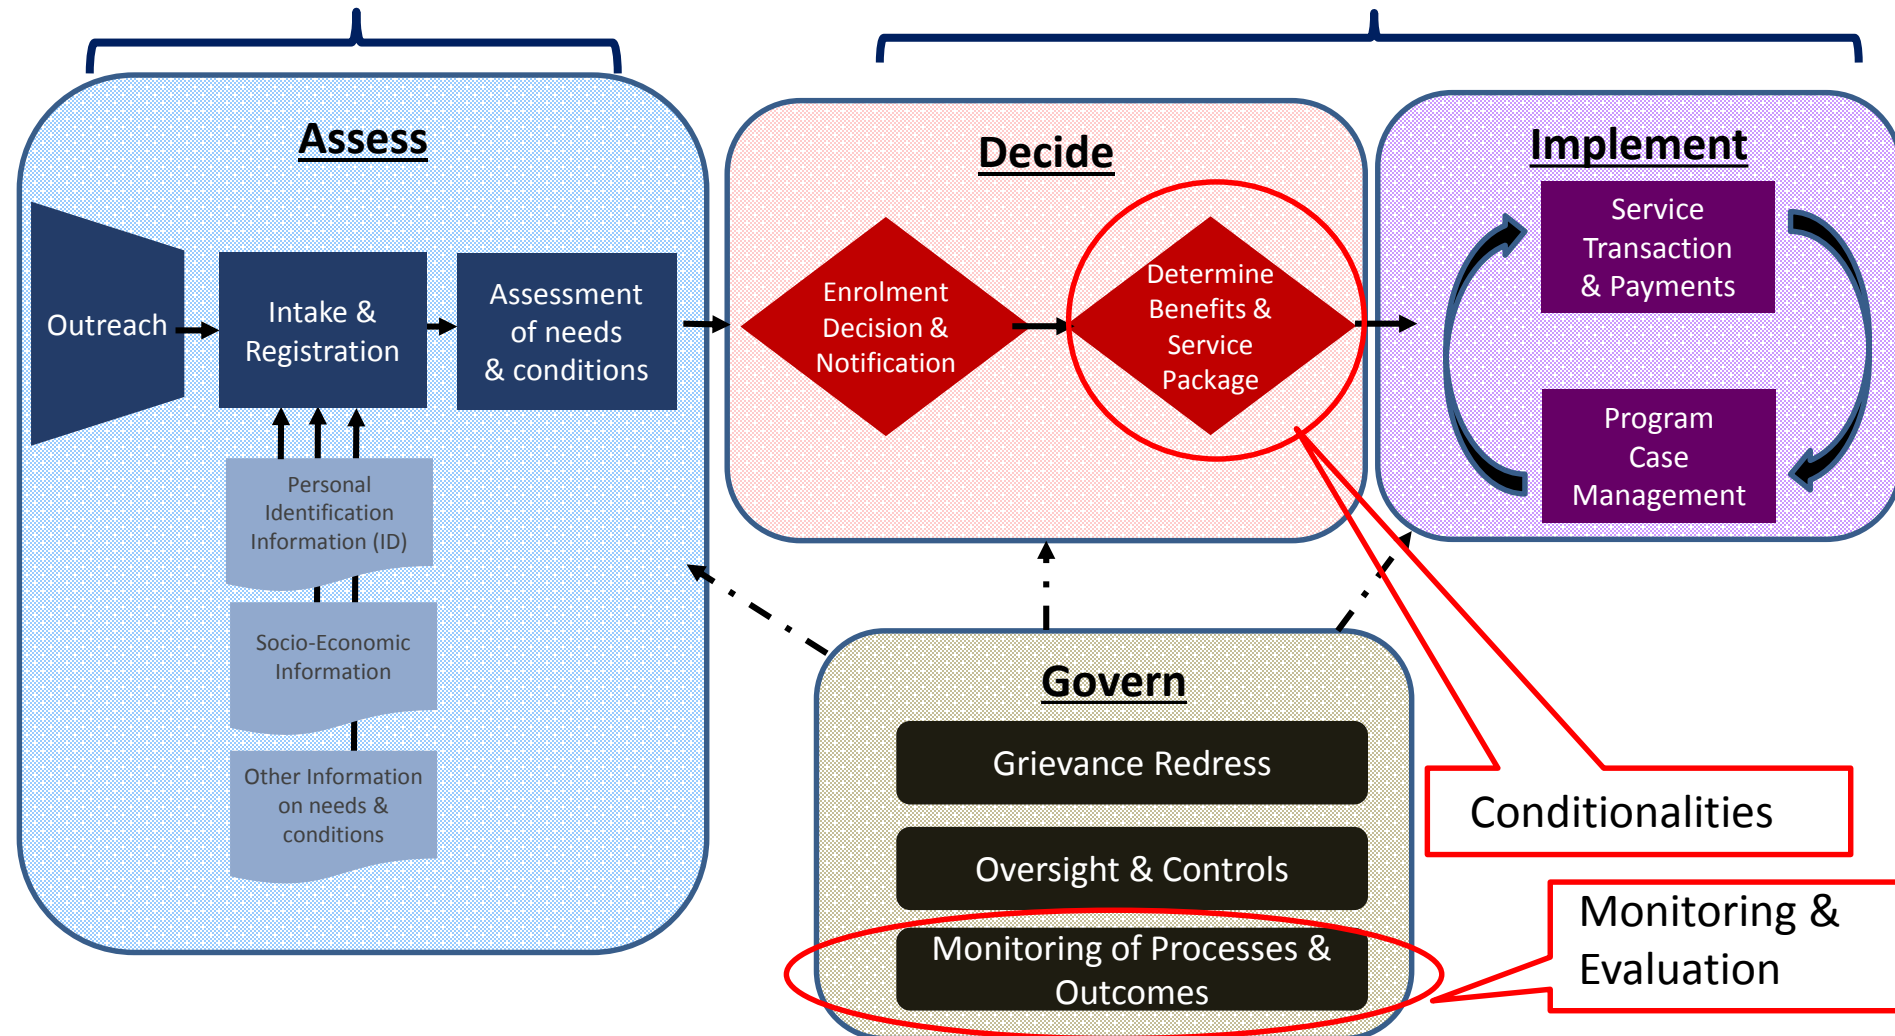 Assess
Outreach
Intake &
Registration
Assessment
of needs
& conditions
Personal
Identification
Information (ID)
Socio-Economic
Information
Other Information
on needs &
conditions
Decide
Enrolment
Decision &
Notification
Determine
Benefits &
Service
Package
Implement
Service
Transaction
& Payments
Program
Case
Management
Govern
Grievance Redress
Oversight & Controls
Monitoring of Processes &
Outcomes
Conditionalities
Monitoring &
Evaluation